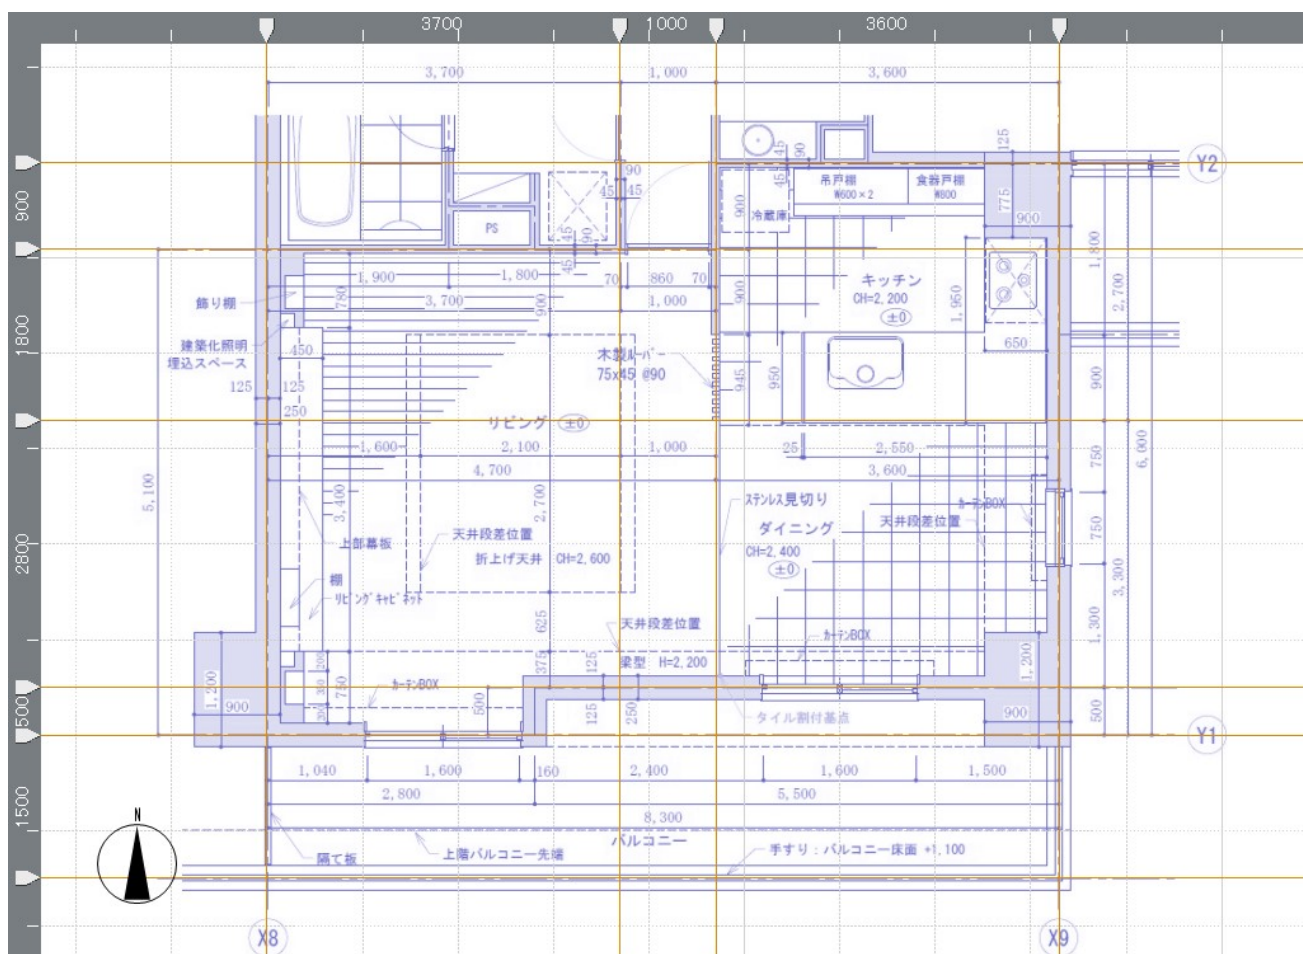 3700 1000 3600
3,700 1,000 3,600
Y2
900
1800
2800
500
1500
125
45
90
90
45 45
45
900
吊戸棚
W600×2
食器戸棚
W600
冷蔵庫
775
900
PS
45
90
45
1,800
2,700
1,900 1,800 70 860 70
飾り棚
780
3,700
900
1,000
900
キッチン
CH=2,200
±0
1,950
建築化照明
埋込スペース
450
木製ルーバー
75x45 @90
945
950
650
900
125 125
250
リビング ±0
1,600 2,100 1,000
25 2,550
4,700 3,600
750
6,000
5,100
3,400
2,700
ステンレス見切り
カーテンBOX
天井段差位置
ダイニング
CH=2,400
±0
上部幕板
天井段差位置
折上げ天井 CH=2,600
750
3,300
棚
リビングキャビネット
625
天井段差位置
カーテンBOX
1,300
梁型 H=2,200
375
125
1,200
900
200
350
750
カーテンBOX
500
125
250
タイル割付基点
1,200
900
500
Y1
1,040 1,600 160 2,400 1,600 1,500
2,800 5,500
8,300
バルコニー
N
隔て板
上階バルコニー先端
手すり：バルコニー床面 +1,100
X8 X9